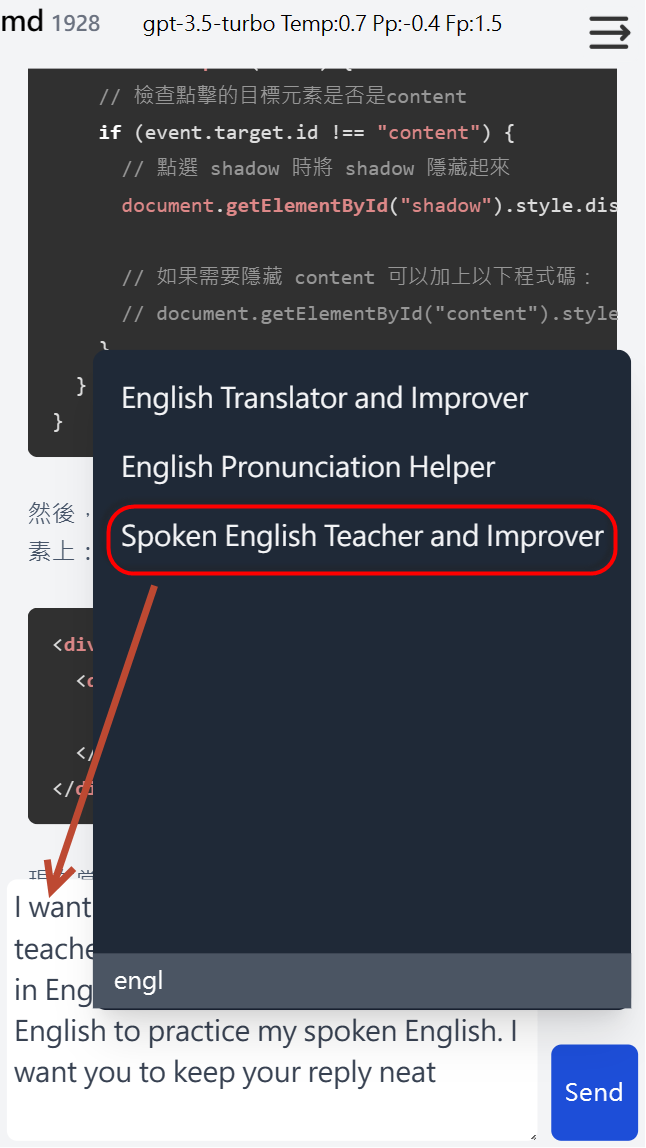 md 1928 gpt-3.5-turbo Temp:0.7 Pp:-0.4 Fp:1.5
// 檢查點擊的目標元素是否是content
if (event.target.id !== "content") {
// 點選 shadow 時將 shadow 隱藏起來
document.getElementById("shadow").style.dis
// 如果需要隱藏 content 可以加上以下程式碼：
// document.getElementById("content").style
}
}
}
English Translator and Improver
English Pronunciation Helper
然後，
Spoken English Teacher and Improver
素上：
<div
<d
</
</di
engl
I want
teache
in Eng
English to practice my spoken English. I
want you to keep your reply neat
Send